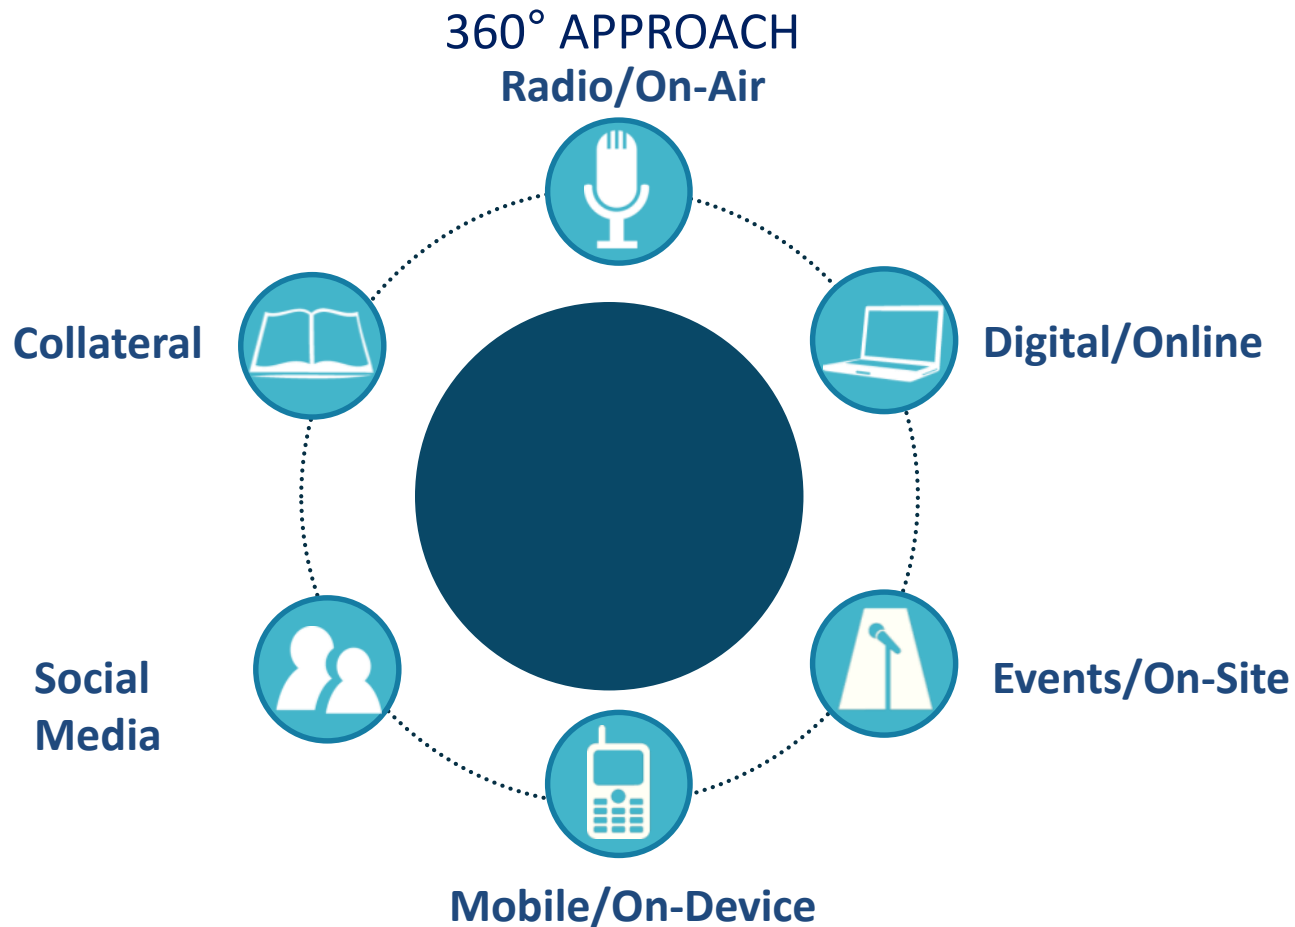 360° APPROACH
Radio/On-Air
Collateral
Digital/Online
Social
Media
Events/On-Site
Mobile/On-Device